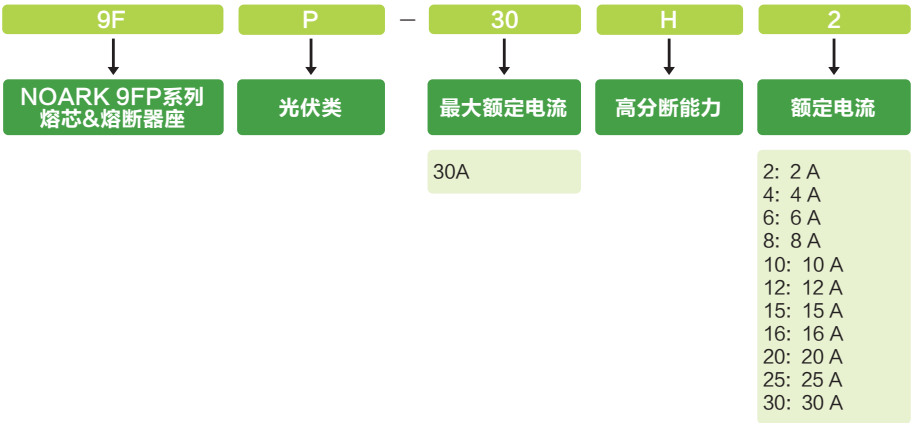 9F P – 30 H 2
NOARK 9FP系列
熔芯&熔断器座
光伏类
最大额定电流
高分断能力
额定电流
30A
2: 2 A
4: 4 A
6: 6 A
8: 8 A
10: 10 A
12: 12 A
15: 15 A
16: 16 A
20: 20 A
25: 25 A
30: 30 A